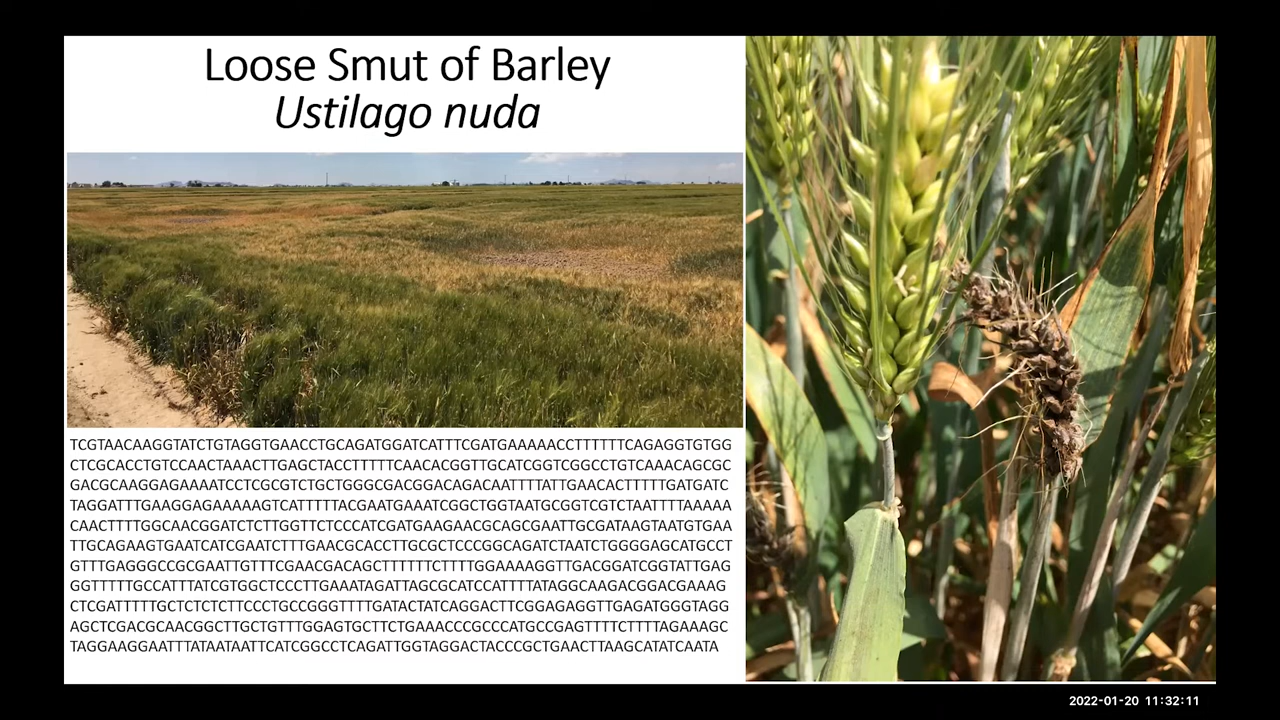 Loose Smut of Barley
Ustilago nuda
TCGTAACAAGGTATCTGTAGGTGAACCTGCAGATGGATCATTTCGATGAAAAACCTTTTTTCAGAGGTGTGG
CTCGCACCTGTCCAACTAAACTTGAGCTACCTTTTTCAACACGGTTGCATCGGTCGGCCTGTCAAACAGCGC
GACGCAAGGAGAAAATCCTCGCGTCTGCTGGGCGACGGACAGACAATTTTATTGAACACTTTTTGATGATC
TAGGATTTGAAGGAGAAAAAGTCATTTTTACGAATGAAATCGGCTGGTAATGCGGTCGTCTAATTTTAAAAA
CAACTTTTGGCAACGGATCTCTTGGTTCTCCCATCGATGAAGAACGCAGCGAATTGCGATAAGTAATGTGAA
TTGCAGAAGTGAATCATCGAATCTTTGAACGCACCTTGCGCTCCCGGCAGATCTAATCTGGGGAGCATGCCT
GTTTGAGGGCCGCGAATTGTTTCGAACGACAGCTTTTTTCTTTTGGAAAAGGTTGACGGATCGGTATTGAG
GGTTTTTGCCATTTATCGTGGCTCCCTTGAAATAGATTAGCGCATCCATTTTATAGGCAAGACGGACGAAAG
CTCGATTTTTGCTCTCTCTTCCCTGCCGGGTTTTGATACTATCAGGACTTCGGAGAGGTTGAGATGGGTAGG
AGCTCGACGCAACGGCTTGCTGTTTGGAGTGCTTCTGAAACCCGCCCATGCCGAGTTTTCTTTTAGAAAGC
TAGGAAGGAATTTATAATAATTCATCGGCCTCAGATTGGTAGGACTACCCGCTGAACTTAAGCATATCAATA
2022-01-20 11:32:11